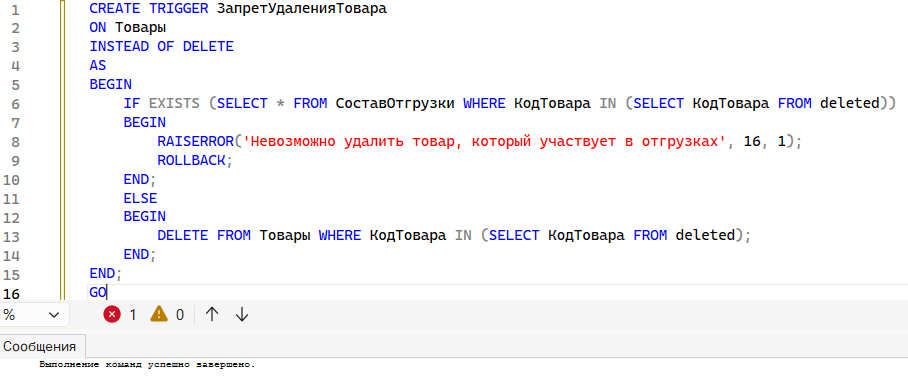 1 CREATE TRIGGER ЗапретУдаленияТовара
2 ON Товары
3 INSTEAD OF DELETE
4 AS
5 BEGIN
6 IF EXISTS (SELECT * FROM СоставОтгрузки WHERE КодТовара IN (SELECT КодТовара FROM deleted))
7 BEGIN
8 RAISERROR('Невозможно удалить товар, который участвует в отгрузках', 16, 1);
9 ROLLBACK;
10 END;
11 ELSE
12 BEGIN
13 DELETE FROM Товары WHERE КодТовара IN (SELECT КодТовара FROM deleted);
14 END;
15 END;
16 GO
% 1 0
Сообщения
Выполнение команд успешно завершено.